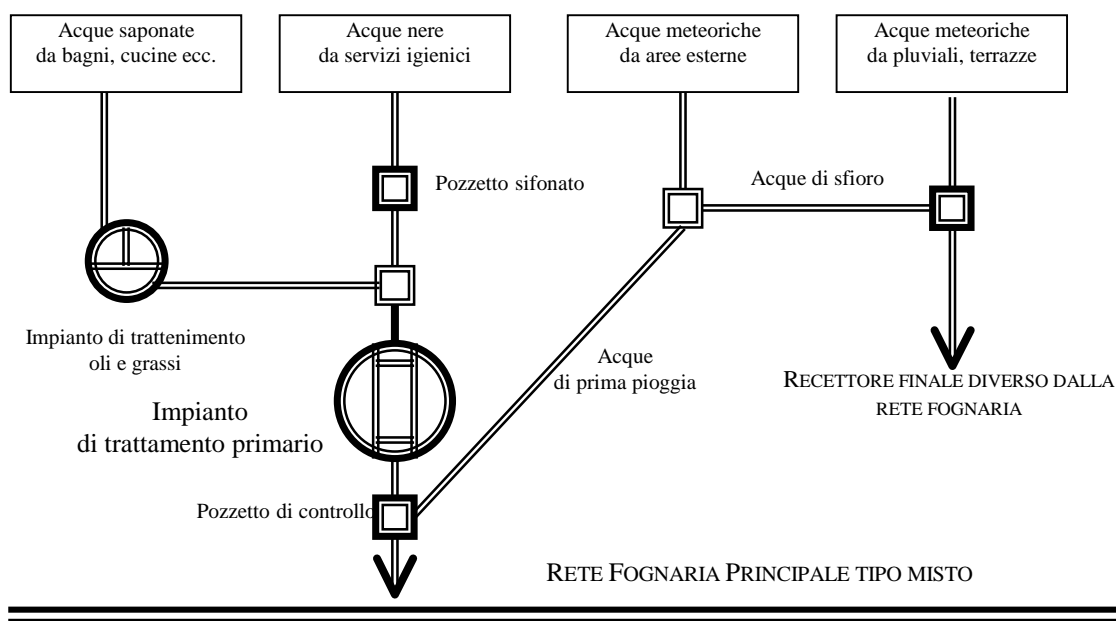 Acque saponate
da bagni, cucine ecc.
Acque nere
da servizi igienici
Acque meteoriche
da aree esterne
Acque meteoriche
da pluviali, terrazze
Pozzetto sifonato
Acque di sfioro
Impianto di trattenimento
oli e grassi
Acque
di prima pioggia
RECETTORE FINALE DIVERSO DALLA
RETE FOGNARIA
Impianto
di trattamento primario
Pozzetto di controllo
RETE FOGNARIA PRINCIPALE TIPO MISTO